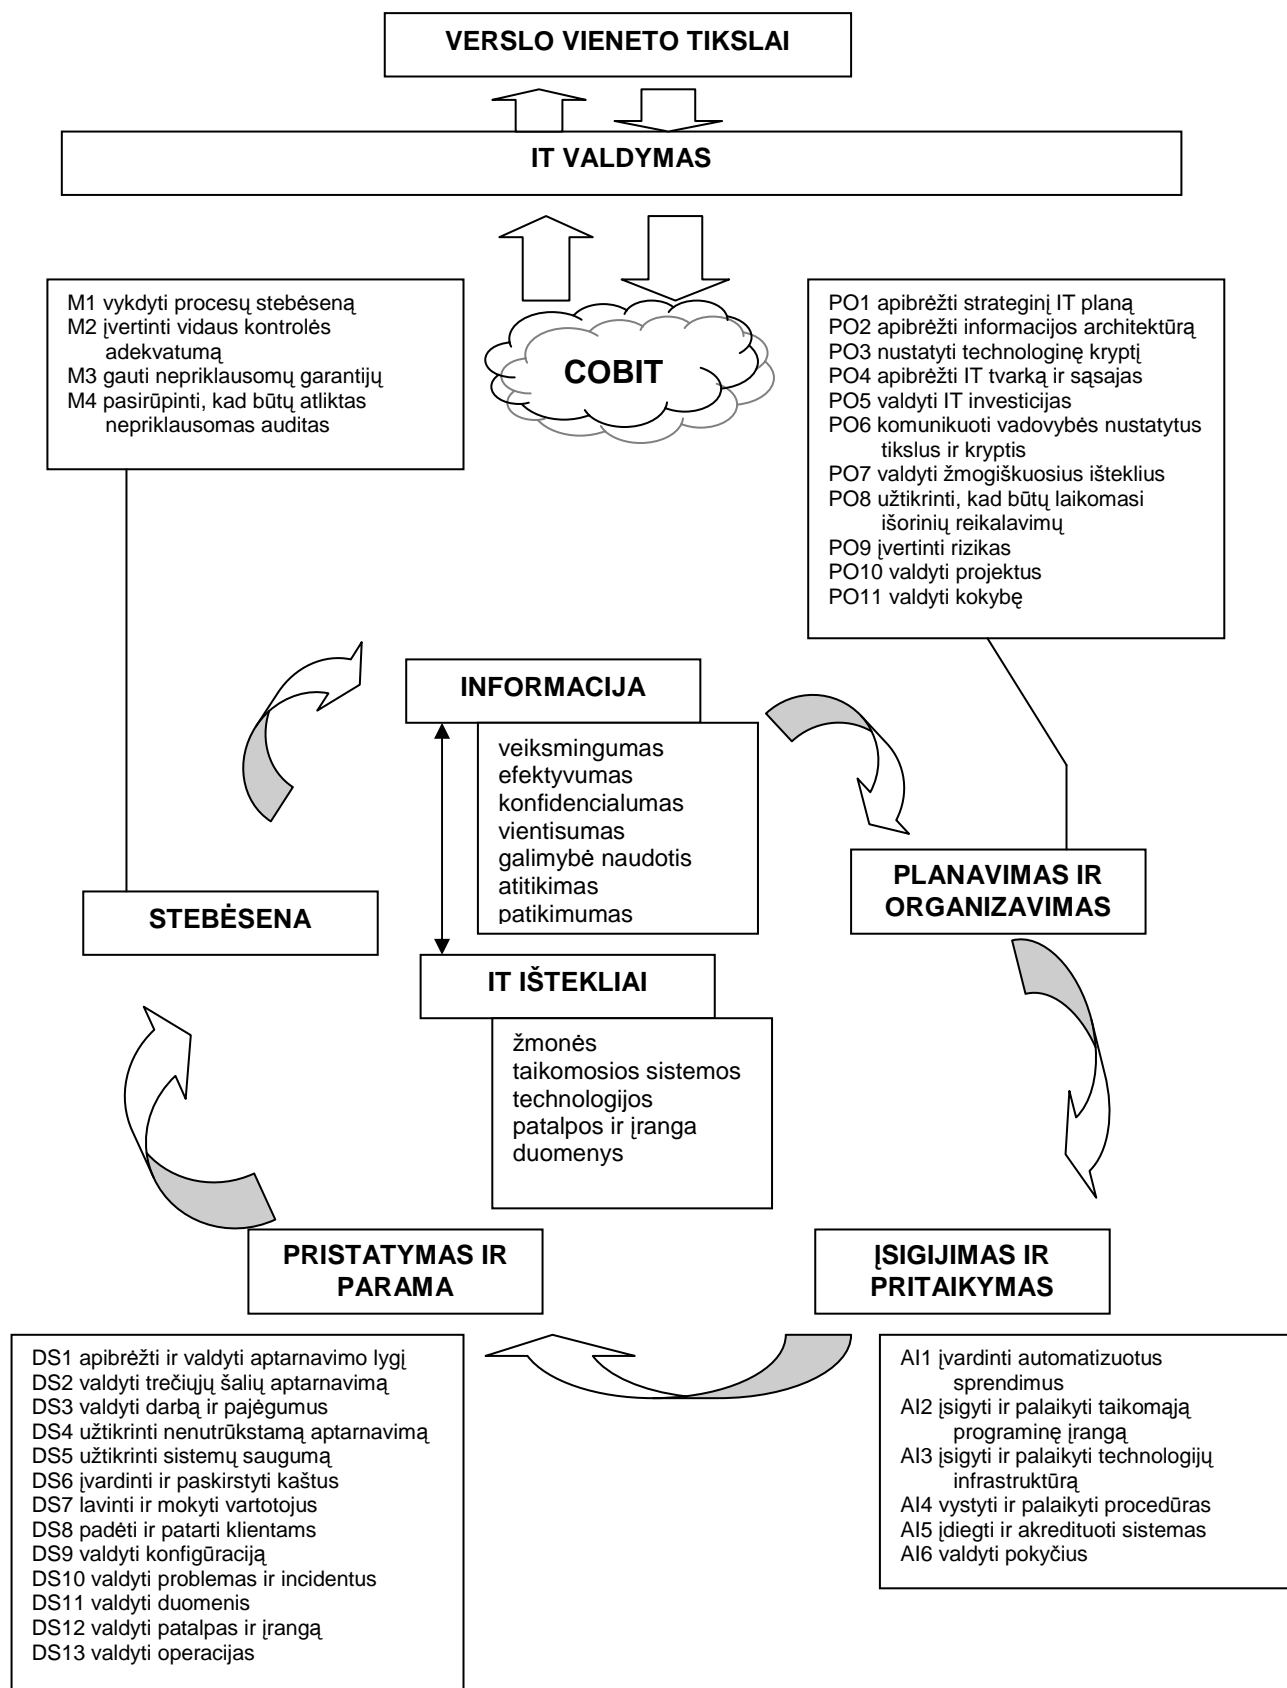 VERSLO VIENETO TIKSLAI
IT VALDYMAS
M1 vykdyti procesų stebėseną
M2 įvertinti vidaus kontrolės
adekvatumą
M3 gauti nepriklausomų garantijų
M4 pasirūpinti, kad būtų atliktas
nepriklausomas auditas
COBIT
PO1 apibrėžti strateginį IT planą
PO2 apibrėžti informacijos architektūrą
PO3 nustatyti technologinę kryptį
PO4 apibrėžti IT tvarką ir sąsajas
PO5 valdyti IT investicijas
PO6 komunikuoti vadovybės nustatytus
tikslus ir kryptis
PO7 valdyti žmogiškuosius išteklius
PO8 užtikrinti, kad būtų laikomasi
išorinių reikalavimų
PO9 įvertinti rizikas
PO10 valdyti projektus
PO11 valdyti kokybę
INFORMACIJA
veiksmingumas
efektyvumas
konfidencialumas
vientisumas
galimybė naudotis
atitikimas
patikimumas
STEBĖSENA
PLANAVIMAS IR
ORGANIZAVIMAS
IT IŠTEKLIAI
žmonės
taikomosios sistemos
technologijos
patalpos ir įranga
duomenys
PRISTATYMAS IR
PARAMA
ĮSIGIJIMAS IR
PRITAIKYMAS
DS1 apibrėžti ir valdyti aptarnavimo lygį
DS2 valdyti trečiųjų šalių aptarnavimą
DS3 valdyti darbą ir pajėgumus
DS4 užtikrinti nenutrūkstamą aptarnavimą
DS5 užtikrinti sistemų saugumą
DS6 įvardinti ir paskirstyti kaštus
DS7 lavinti ir mokyti vartotojus
DS8 padėti ir patarti klientams
DS9 valdyti konfigūraciją
DS10 valdyti problemas ir incidentus
DS11 valdyti duomenis
DS12 valdyti patalpas ir įrangą
DS13 valdyti operacijas
AI1 įvardinti automatizuotus
sprendimus
AI2 įsigyti ir palaikyti taikomąją
programinę įrangą
AI3 įsigyti ir palaikyti technologijų
infrastruktūrą
AI4 vystyti ir palaikyti procedūras
AI5 įdiegti ir akredituoti sistemas
AI6 valdyti pokyčius